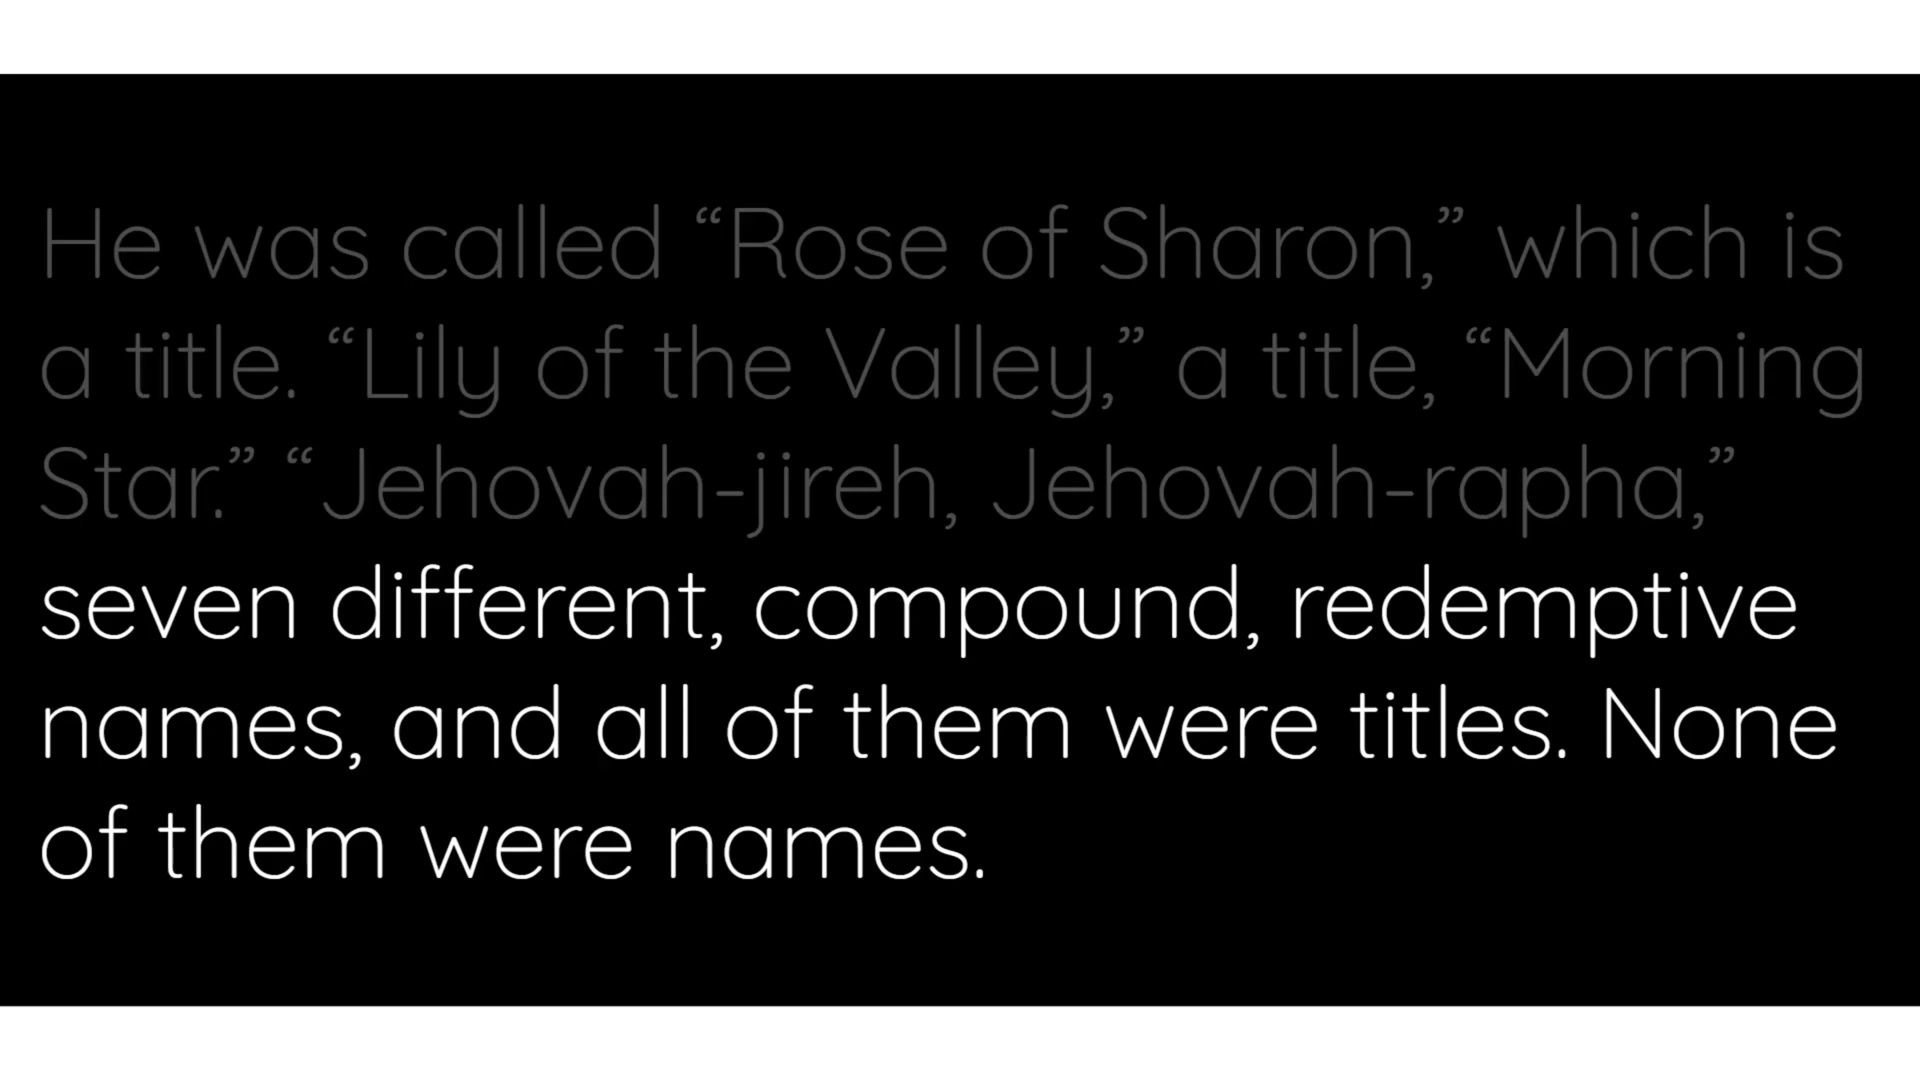 He was called “Rose of Sharon,” which is
a title. “Lily of the Valley,” a title, “Morning
Star.” “Jehovah-jireh, Jehovah-rapha,”
seven different, compound, redemptive
names, and all of them were titles. None
of them were names.